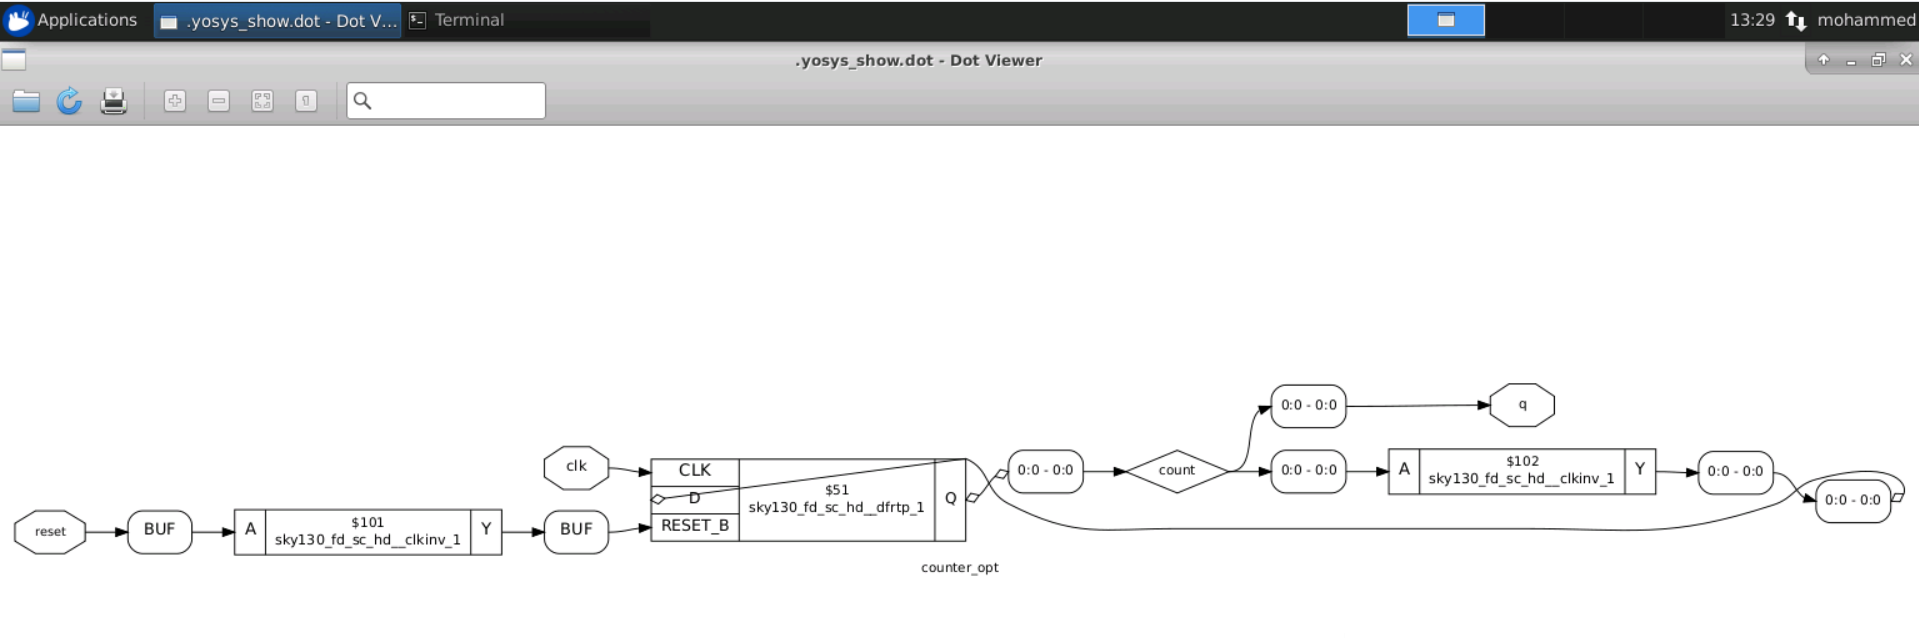 Applications
.yosys_show.dot - Dot V...
Terminal
13:29
mohammed
.yosys_show.dot - Dot Viewer
0:0 - 0:0
q
clk
CLK
D
RESET_B
$51
sky130_fd_sc_hd__dfrtp_1
Q
0:0 - 0:0
count
0:0 - 0:0
A
$102
sky130_fd_sc_hd__clkinv_1
Y
0:0 - 0:0
0:0 - 0:0
reset
BUF
A
$101
sky130_fd_sc_hd__clkinv_1
Y
BUF
counter_opt